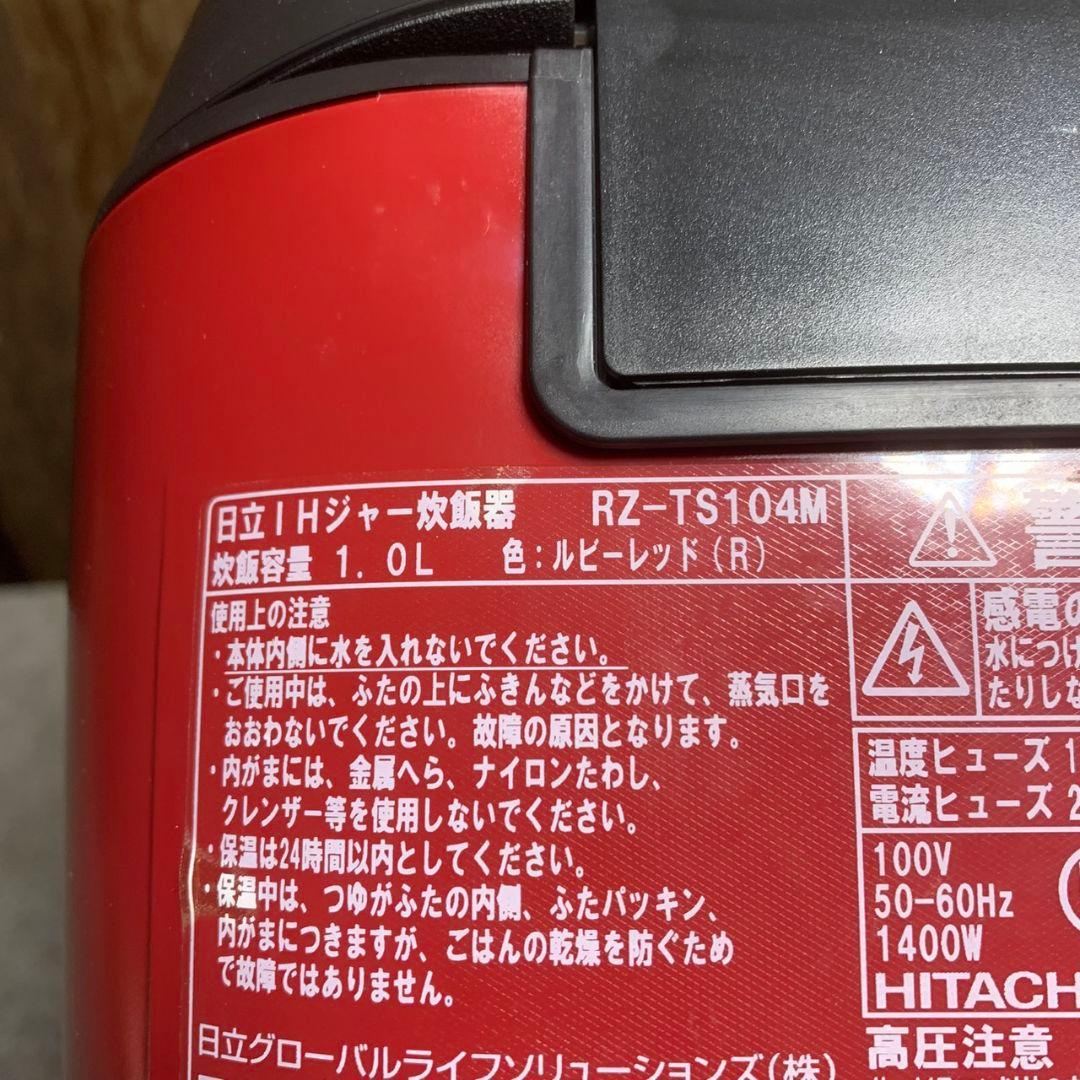 日立IHジャー炊飯器 RZ-TS104M
炊飯容量 1.0L 色：ルビーレッド(R)
使用上の注意
・本体内側に水を入れないでください。
・ご使用中は、ふたの上にふきんなどをかけて、蒸気口を
おおわないでください。故障の原因となります。
・内がまには、金属へら、ナイロンたわし、
クレンザー等を使用しないでください。
・保温は24時間以内としてください。
・保温中は、つゆがふたの内側、ふたパッキン、
内がまにつきますが、ごはんの乾燥を防ぐため
で故障ではありません。
日立グローバルライフソリューションズ(株)
警
感電の
水につけ
たりしな
温度ヒューズ 1
電流ヒューズ 2
100V
50-60Hz
1400W
HITACH
高圧注意